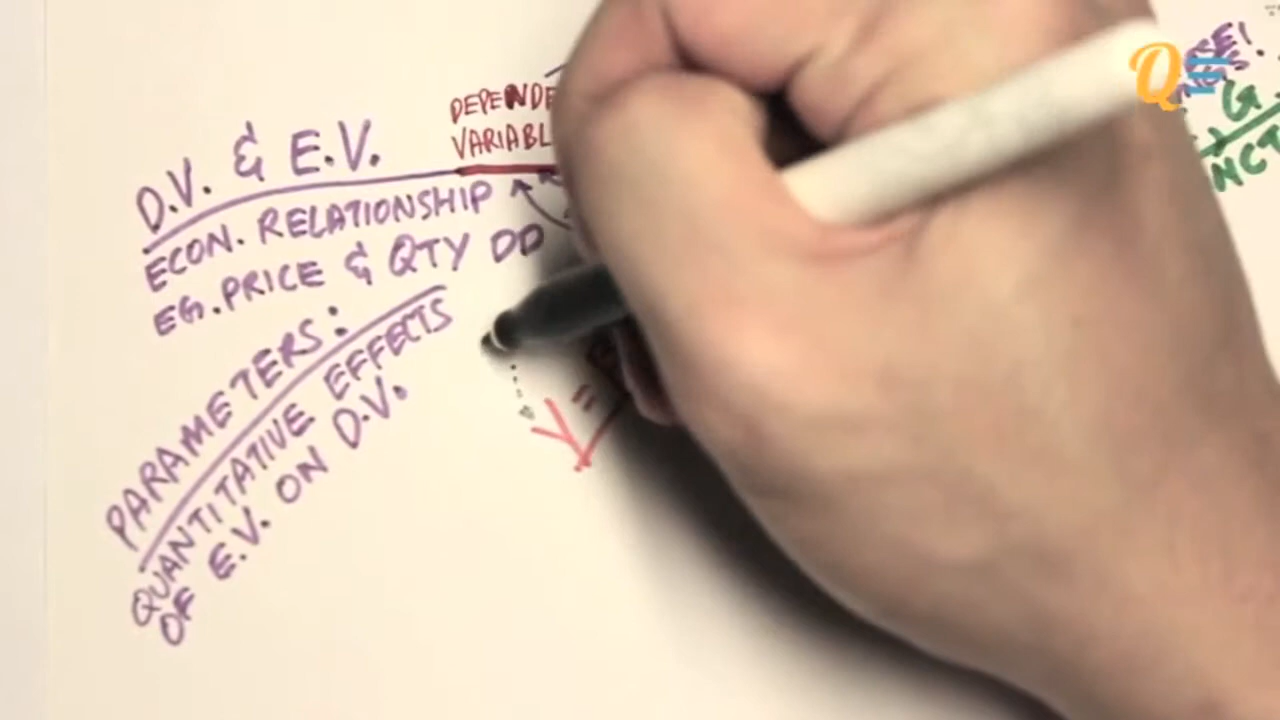 D.V. & E.V.
ECON. RELATIONSHIP
EG. PRICE & QTY DD
PARAMETERS:
QUANTITATIVE EFFECTS
OF E.V. ON D.V.
Y =